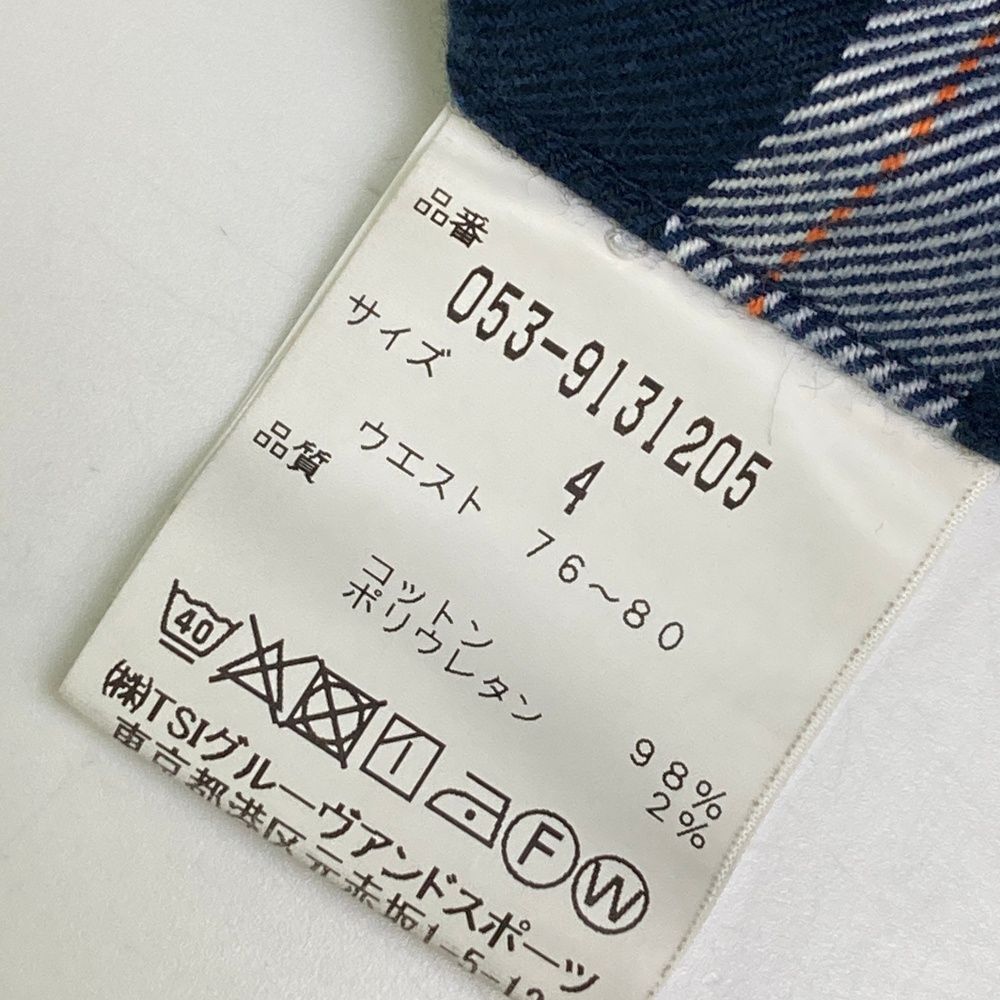 品番
053-9131205
サイズ 4
ウエスト 76～80
品質
コットン 98%
ポリウレタン 2%
40
F W
(株)TSIグルーヴアンドスポーツ
東京都港区元赤坂1-5-12